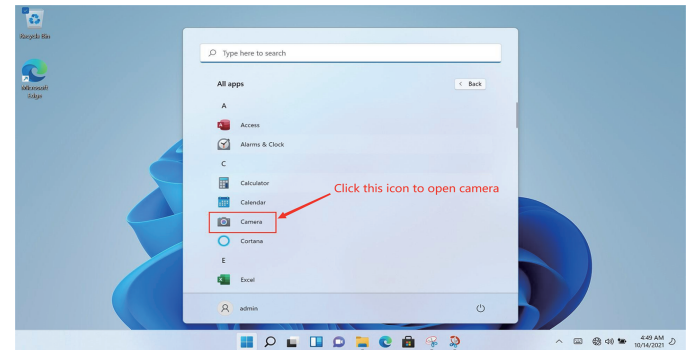 Recycle Bin
Microsoft
Edge
Type here to search
All apps
< Back
A
Access
Alarms & Clock
C
Calculator
Click this icon to open camera
Calendar
Camera
Cortana
E
Excel
admin
4:49 AM
10/14/2021